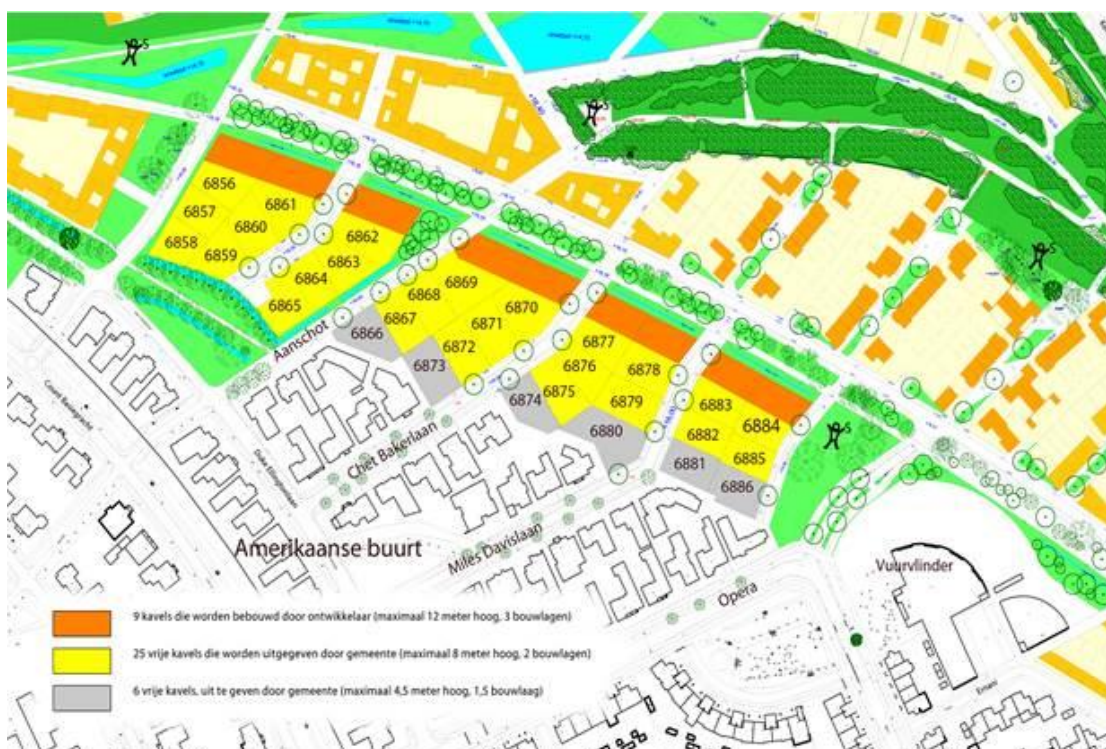 S
S
S
6856
6857
6858
6859
6860
6861
6862
6863
6864
6865
6866
6867
6868
6869
6870
6871
6872
6873
6874
6875
6876
6877
6878
6879
6880
6881
6882
6883
6884
6885
6886
S
Aanschot
Chet Bakerlaan
Miles Davislaan
Amerikaanse buurt
Opera
Vuurvlinder
Ernani
9 kavels die worden bebouwd door ontwikkelaar (maximaal 12 meter hoog, 3 bouwlagen)
25 vrije kavels die worden uitgegeven door gemeente (maximaal 8 meter hoog, 2 bouwlagen)
6 vrije kavels, uit te geven door gemeente (maximaal 4,5 meter hoog, 1,5 bouwlaag)